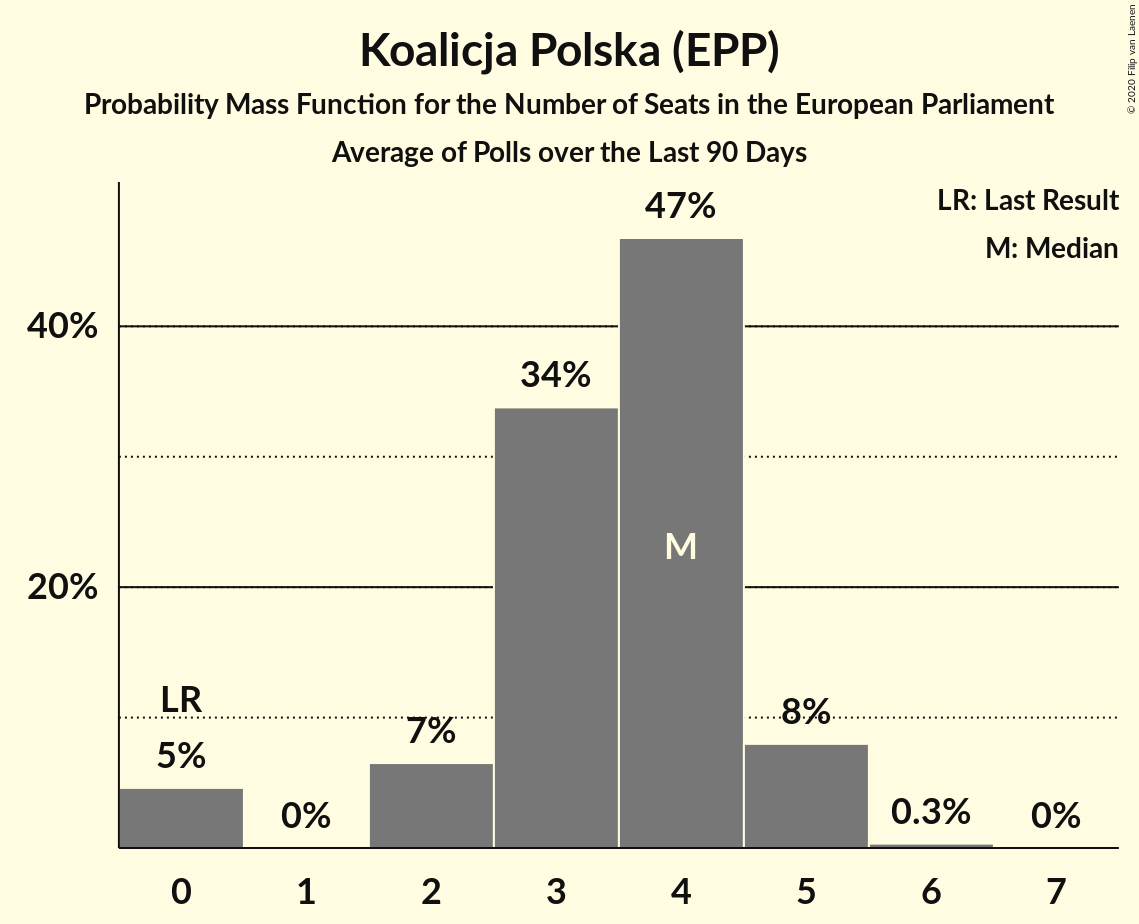 Koalicja Polska (EPP)
Probability Mass Function for the Number of Seats in the European Parliament
Average of Polls over the Last 90 Days
© 2020 Filip van Laenen
LR: Last Result
M: Median
47%
40%
34%
M
20%
LR
5%
0%
7%
8%
0.3%
0%
0 1 2 3 4 5 6 7